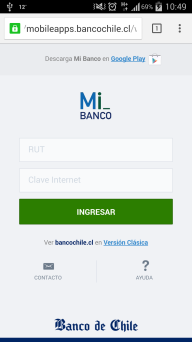 12°
69%
10:49
/mobileapps.bancochile.cl/
1
Descarga Mi Banco en Google Play
Mi_
BANCO
RUT
Clave Internet
INGRESAR
Ver bancochile.cl en Versión Clásica
CONTACTO
?
AYUDA
Banco de Chile